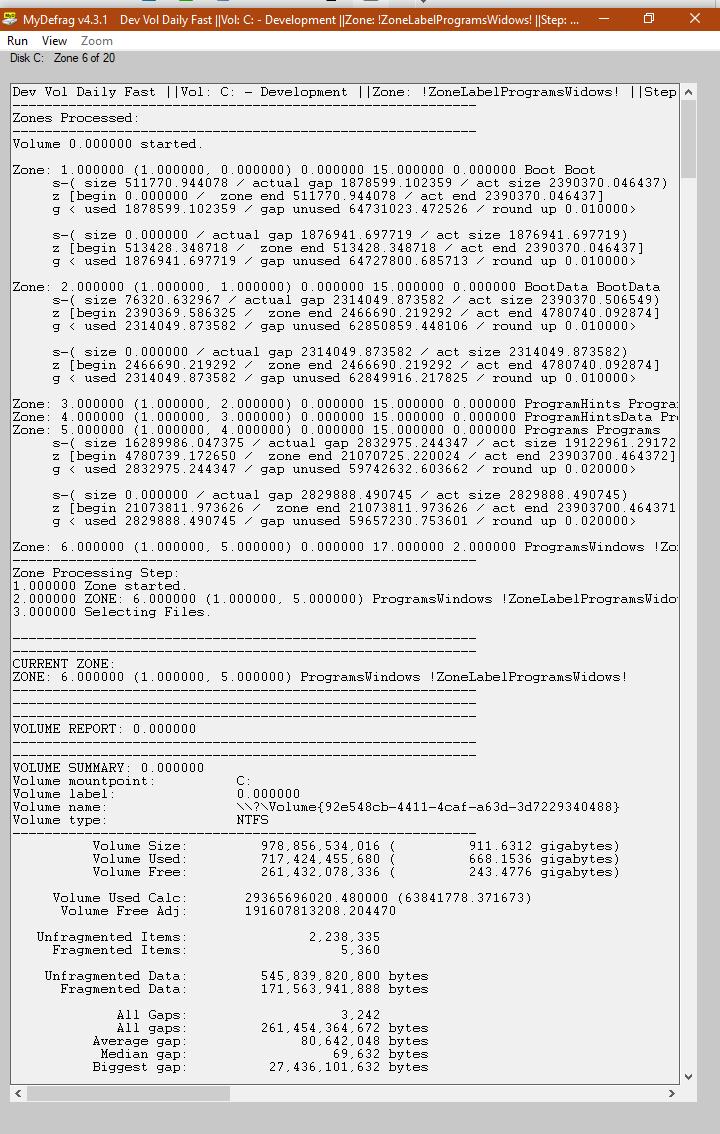 MyDefrag v4.3.1    Dev Vol Daily Fast ||Vol: C: - Development ||Zone: !ZoneLabelProgramsWidows! ||Step: ...
Run View Zoom
Disk C:   Zone 6 of 20
Dev Vol Daily Fast ||Vol: C: - Development ||Zone: !ZoneLabelProgramsWidows! ||Step
----------------------------------------------------------
Zones Processed:
----------------------------------------------------------
Volume 0.000000 started.
Zone: 1.000000 (1.000000, 0.000000) 0.000000 15.000000 0.000000 Boot Boot
s-( size 511770.944078 / actual gap 1878599.102359 / act size 2390370.046437)
z [begin 0.000000 /  zone end 511770.944078 / act end 2390370.046437]
g < used 1878599.102359 / gap unused 64731023.472526 / round up 0.010000>
s-( size 0.000000 / actual gap 1876941.697719 / act size 1876941.697719)
z [begin 513428.348718 /  zone end 513428.348718 / act end 2390370.046437]
g < used 1876941.697719 / gap unused 64727800.685713 / round up 0.010000>
Zone: 2.000000 (1.000000, 1.000000) 0.000000 15.000000 0.000000 BootData BootData
s-( size 76320.632967 / actual gap 2314049.873582 / act size 2390370.506549)
z [begin 2390369.586325 /  zone end 2466690.219292 / act end 4780740.092874]
g < used 2314049.873582 / gap unused 62850859.448106 / round up 0.010000>
s-( size 0.000000 / actual gap 2314049.873582 / act size 2314049.873582)
z [begin 2466690.219292 /  zone end 2466690.219292 / act end 4780740.092874]
g < used 2314049.873582 / gap unused 62849916.217825 / round up 0.010000>
Zone: 3.000000 (1.000000, 2.000000) 0.000000 15.000000 0.000000 ProgramHints Progra
Zone: 4.000000 (1.000000, 3.000000) 0.000000 15.000000 0.000000 ProgramHintsData Pr
Zone: 5.000000 (1.000000, 4.000000) 0.000000 15.000000 0.000000 Programs Programs
s-( size 16289986.047375 / actual gap 2832975.244347 / act size 19122961.29172
z [begin 4780739.172650 /  zone end 21070725.220024 / act end 23903700.464372]
g < used 2832975.244347 / gap unused 59742632.603662 / round up 0.020000>
s-( size 0.000000 / actual gap 2829888.490745 / act size 2829888.490745)
z [begin 21073811.973626 /  zone end 21073811.973626 / act end 23903700.464371
g < used 2829888.490745 / gap unused 59657230.753601 / round up 0.020000>
Zone: 6.000000 (1.000000, 5.000000) 0.000000 17.000000 2.000000 ProgramsWindows !Zo
----------------------------------------------------------
Zone Processing Step:
1.000000 Zone started.
2.000000 ZONE: 6.000000 (1.000000, 5.000000) ProgramsWindows !ZoneLabelProgramsWido
3.000000 Selecting Files.
----------------------------------------------------------
----------------------------------------------------------
CURRENT ZONE:
ZONE: 6.000000 (1.000000, 5.000000) ProgramsWindows !ZoneLabelProgramsWidows!
----------------------------------------------------------
----------------------------------------------------------
----------------------------------------------------------
VOLUME REPORT: 0.000000
----------------------------------------------------------
----------------------------------------------------------
VOLUME SUMMARY: 0.000000
Volume mountpoint:          C:
Volume label:               0.000000
Volume name:                \\?\Volume{92e548cb-4411-4caf-a63d-3d7229340488}
Volume type:                NTFS
----------------------------------------------------------
Volume Size:         978,856,534,016 (         911.6312 gigabytes)
Volume Used:         717,424,455,680 (         668.1536 gigabytes)
Volume Free:         261,432,078,336 (         243.4776 gigabytes)
Volume Used Calc:       29365696020.480000 (63841778.371673)
Volume Free Adj:       191607813208.204470
Unfragmented Items:               2,238,335
Fragmented Items:                   5,360
Unfragmented Data:         545,839,820,800 bytes
Fragmented Data:         171,563,941,888 bytes
All Gaps:                   3,242
All gaps:         261,454,364,672 bytes
Average gap:              80,642,048 bytes
Median gap:                  69,632 bytes
Biggest gap:          27,436,101,632 bytes